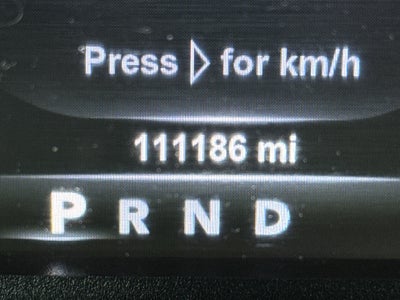 Press ▷ for km/h
111186 mi
P R N D